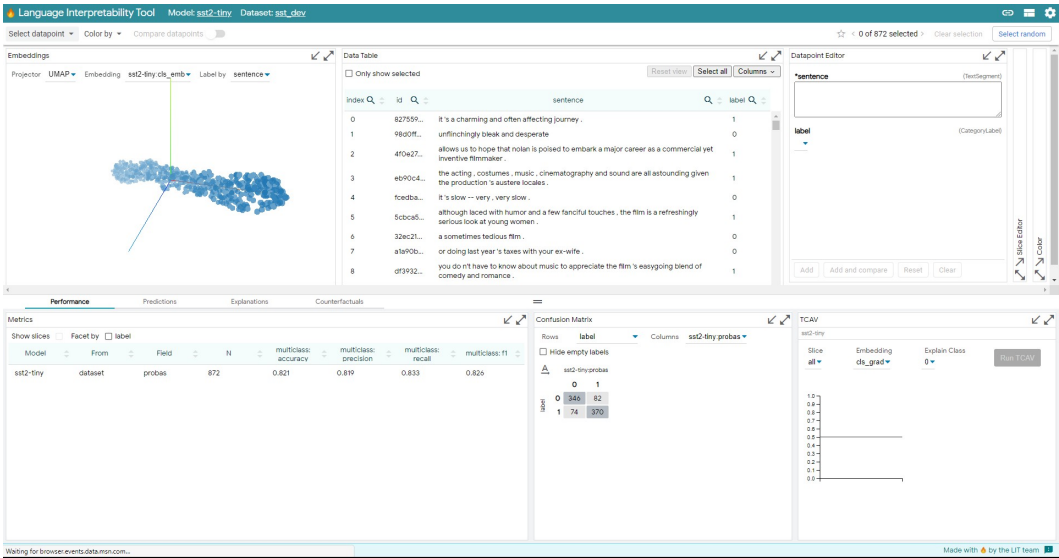 Language Interpretability Tool Model: sst2-tiny Dataset: sst_dev
Select datapoint Color by Compare datapoints < 0 of 872 selected > Clear selection Select random
Embeddings
Projector UMAP Embedding sst2-tiny:cls_emb Label by sentence
Data Table
Only show selected Reset view Select all Columns
index id sentence label
0 827559... it 's a charming and often affecting journey . 1
1 98d0ff... unflinchingly bleak and desperate 0
2 4f0e27... allows us to hope that nolan is poised to embark a major career as a commercial yet
inventive filmmaker . 1
3 eb90c4... the acting , costumes , music , cinematography and sound are all astounding given
the production 's austere locales . 1
4 fcedba... it 's slow -- very , very slow . 0
5 5cbca5... although laced with humor and a few fanciful touches , the film is a refreshingly
serious look at young women . 1
6 32ec21... a sometimes tedious film . 0
7 a1a90b... or doing last year 's taxes with your ex-wife . 0
8 df3932... you do n't have to know about music to appreciate the film 's easygoing blend of
comedy and romance . 1
Datapoint Editor
*sentence (TextSegment)
label (CategoryLabel)
Add Add and compare Reset Clear
Slice Editor
Color
Performance Predictions Explanations Counterfactuals
Metrics
Show slices Facet by label
Model From Field N multiclass: accuracy multiclass: precision multiclass: recall multiclass: f1
sst2-tiny dataset probas 872 0.821 0.819 0.833 0.826
Confusion Matrix
Rows label Columns sst2-tiny:probas
Hide empty labels
sst2-tiny:probas
0 1
label
0 346 82
1 74 370
TCAV
sst2-tiny
Slice Embedding Explain Class
all cls_grad 0 Run TCAV
1.0
0.9
0.8
0.7
0.6
0.5
0.4
0.3
0.2
0.1
0.0
Waiting for browser.events.data.msn.com...
Made with 🔥 by the LIT team